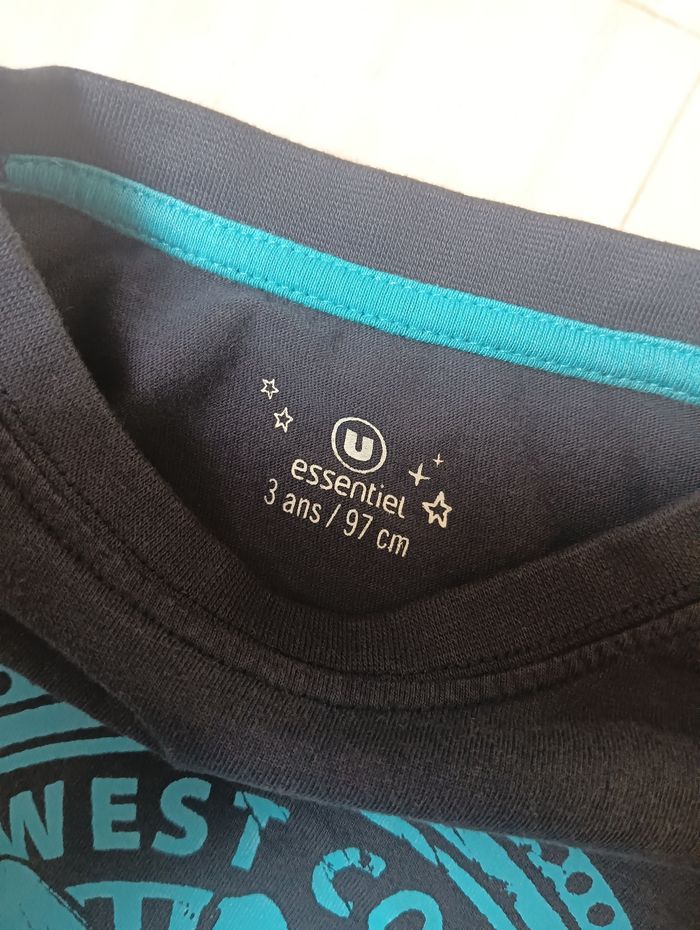 U
essentiel
3 ans / 97 cm
WEST